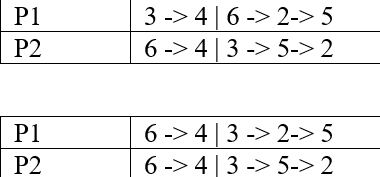 P1 3 -> 4 | 6 -> 2-> 5
P2 6 -> 4 | 3 -> 5-> 2
P1 6 -> 4 | 3 -> 2-> 5
P2 6 -> 4 | 3 -> 5-> 2